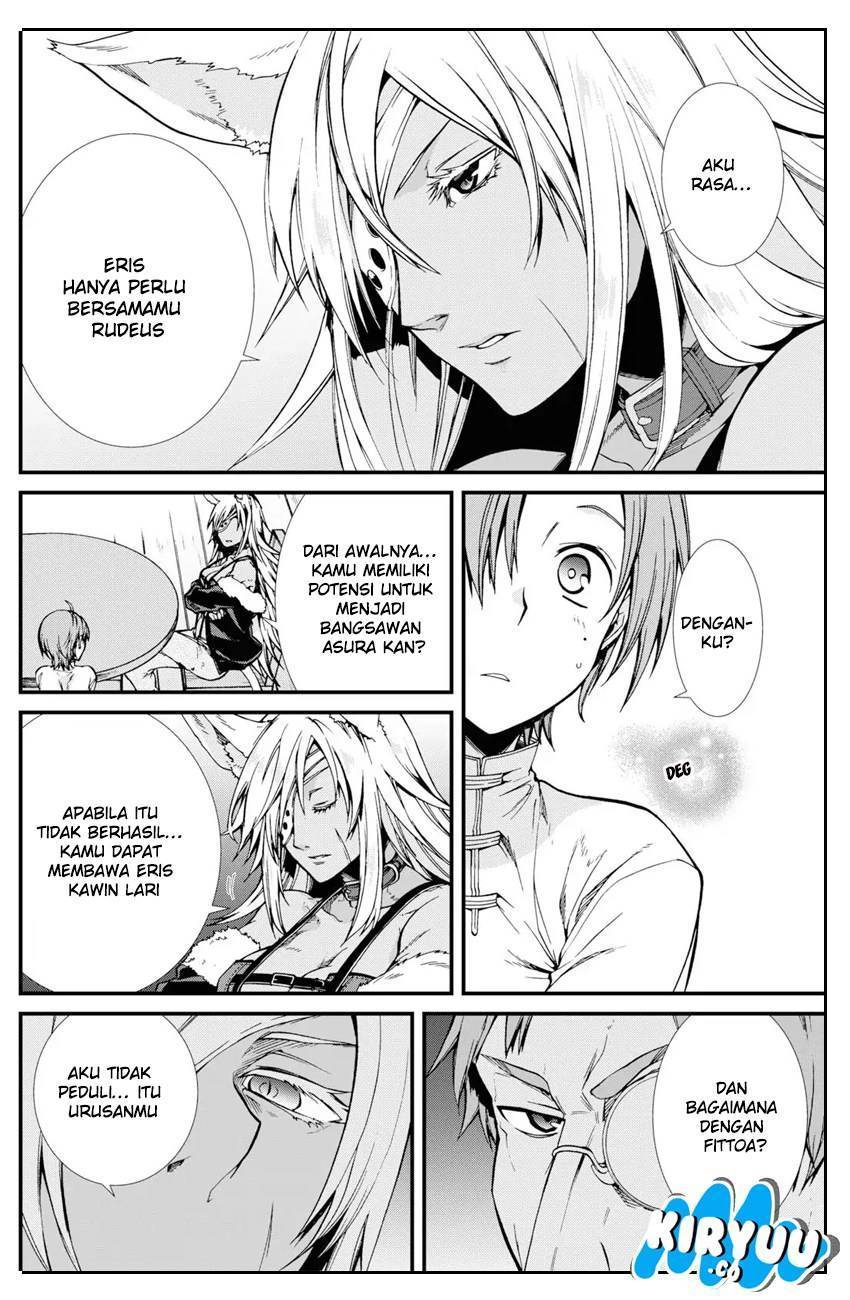 AKU
RASA...
ERIS
HANYA PERLU
BERSAMAMU
RUDEUS
DENGAN-
KU?
DEG
DARI AWALNYA...
KAMU MEMILIKI
POTENSI UNTUK
MENJADI
BANGSAWAN
ASURA KAN?
APABILA ITU
TIDAK BERHASIL...
KAMU DAPAT
MEMBAWA ERIS
KAWIN LARI
DAN
BAGAIMANA
DENGAN
FITTOA?
AKU TIDAK
PEDULI... ITU
URUSANMU
KIRYUU
.CO